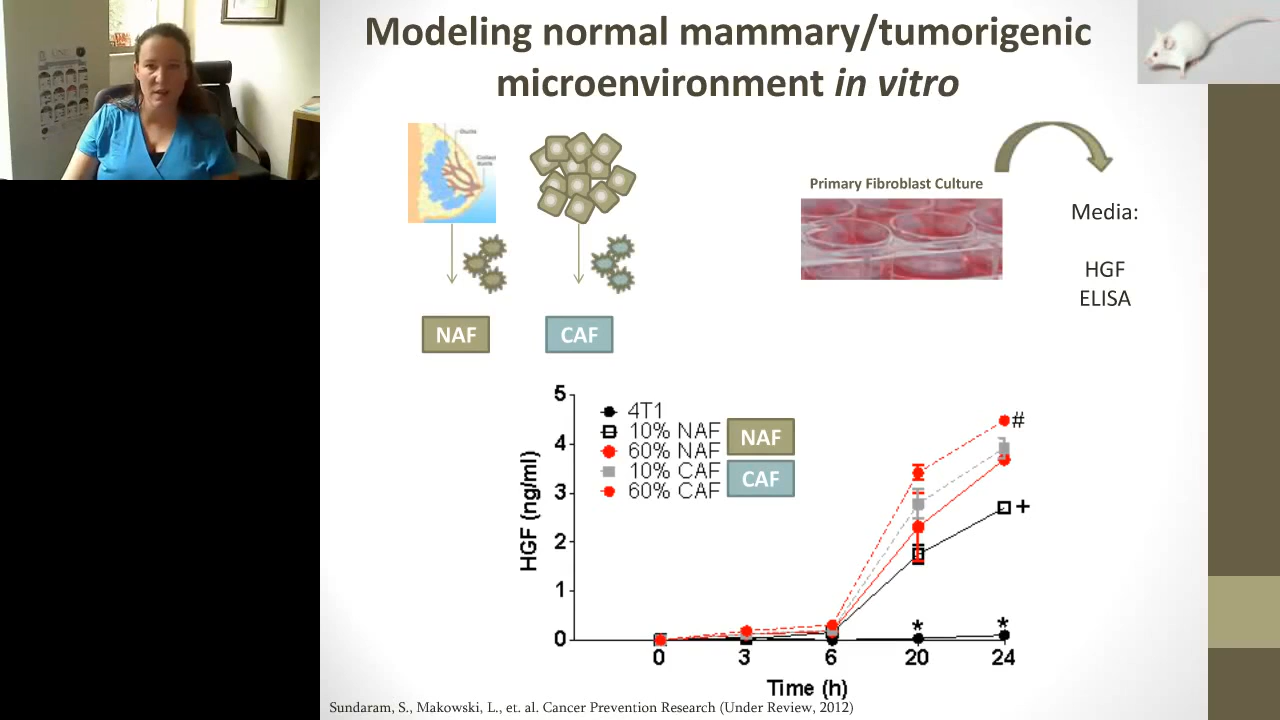 Modeling normal mammary/tumorigenic
microenvironment in vitro
Ducts
Primary Fibroblast Culture
Media:
HGF
ELISA
NAF
CAF
5
4
3
2
1
0
HGF (ng/ml)
4T1
10% NAF
60% NAF
10% CAF
60% CAF
NAF
CAF
#
+
* *
0 3 6 20 24
Time (h)
Sundaram, S., Makowski, L., et. al. Cancer Prevention Research (Under Review, 2012)